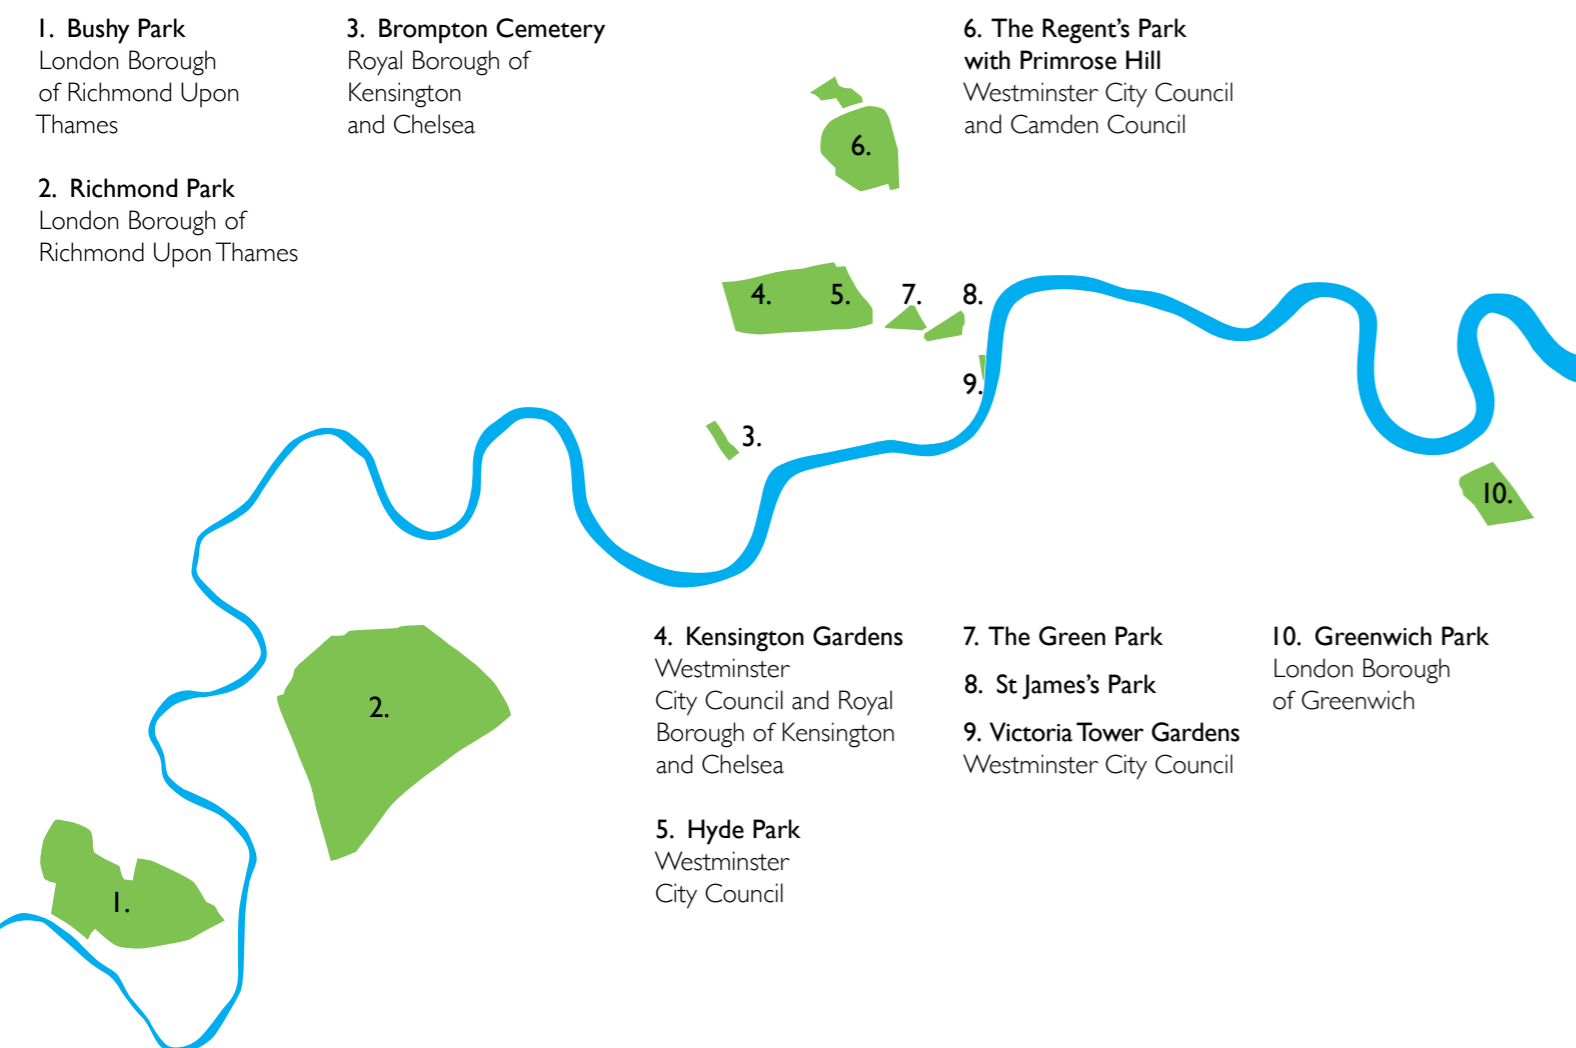 1. Bushy Park
London Borough
of Richmond Upon
Thames
2. Richmond Park
London Borough of
Richmond Upon Thames
3. Brompton Cemetery
Royal Borough of
Kensington
and Chelsea
6. The Regent’s Park
with Primrose Hill
Westminster City Council
and Camden Council
6.
4.
5.
7.
8.
9.
3.
10.
2.
1.
4. Kensington Gardens
Westminster
City Council and Royal
Borough of Kensington
and Chelsea
5. Hyde Park
Westminster
City Council
7. The Green Park
8. St James’s Park
9. Victoria Tower Gardens
Westminster City Council
10. Greenwich Park
London Borough
of Greenwich